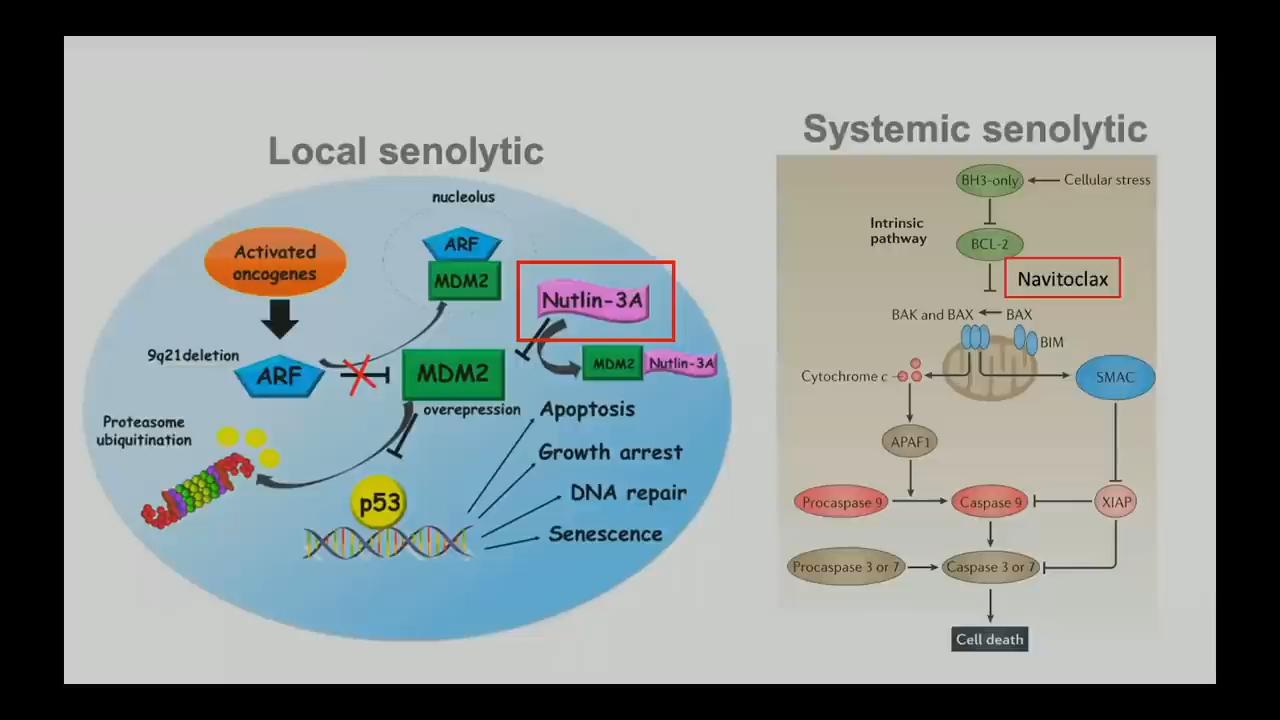 Local senolytic
nucleolus
Activated
oncogenes
ARF
MDM2
Nutlin-3A
9q21deletion
ARF
MDM2
MDM2
Nutlin-3A
overepression
Proteasome
ubiquitination
Apoptosis
Growth arrest
DNA repair
Senescence
p53
Systemic senolytic
BH3-only
Cellular stress
Intrinsic
pathway
BCL-2
Navitoclax
BAK and BAX
BAX
BIM
Cytochrome c
SMAC
APAF1
Procaspase 9
Caspase 9
XIAP
Procaspase 3 or 7
Caspase 3 or 7
Cell death